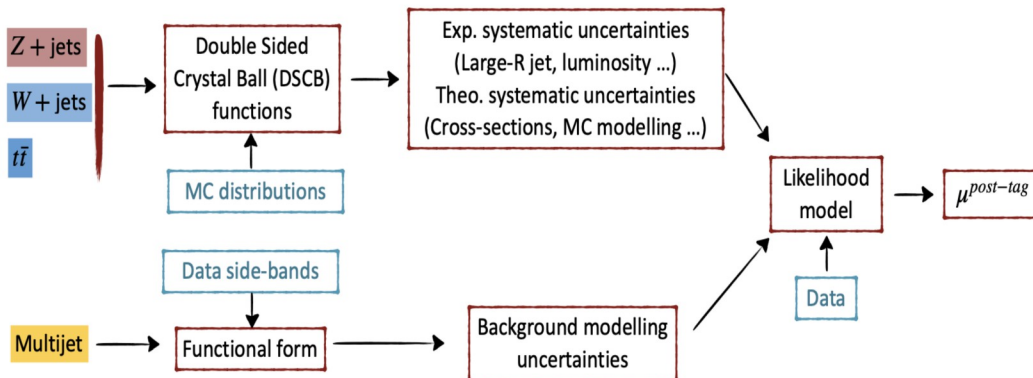 Z + jets
W + jets
tt̄
Double Sided
Crystal Ball (DSCB)
functions
MC distributions
Exp. systematic uncertainties
(Large-R jet, luminosity ...)
Theo. systematic uncertainties
(Cross-sections, MC modelling ...)
Likelihood
model
μ^post−tag
Data
Data side-bands
Multijet
Functional form
Background modelling
uncertainties